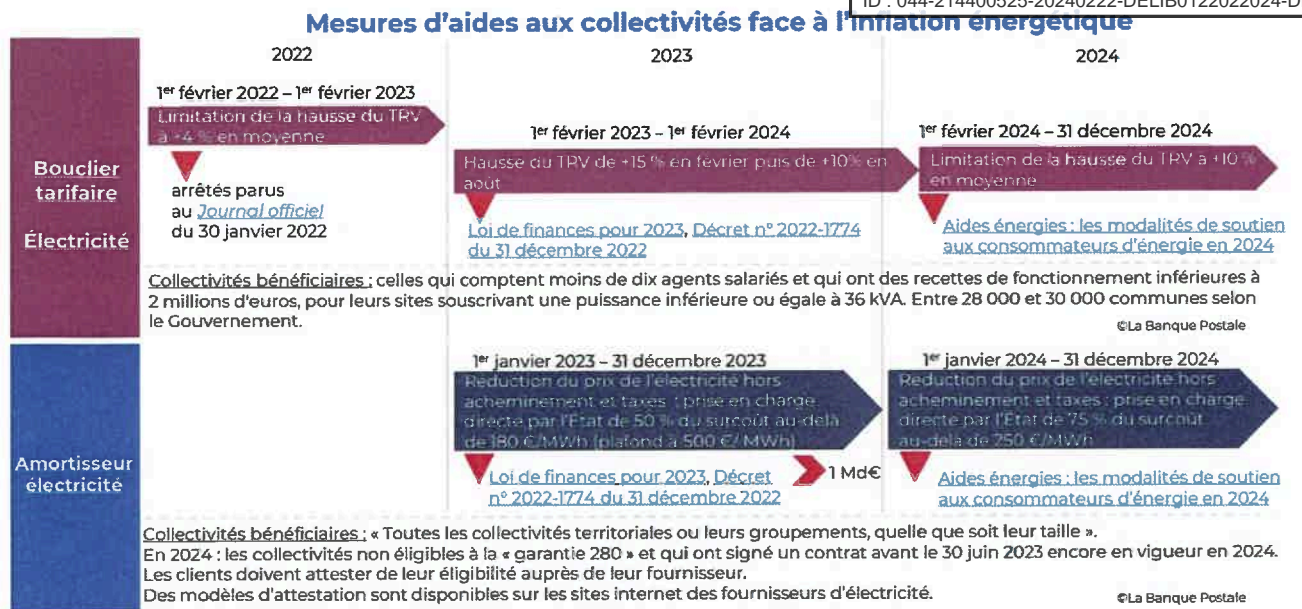 ID : 044-214400525-20240222-DELIB0122022024-D
Mesures d'aides aux collectivités face à l'inflation énergétique
2022
2023
2024
Bouclier
tarifaire
Électricité
1er février 2022 – 1er février 2023
Limitation de la hausse du TRV
à +4 % en moyenne
arrêtés parus
au Journal officiel
du 30 janvier 2022
1er février 2023 – 1er février 2024
Hausse du TRV de +15 % en février puis de +10% en
août
Loi de finances pour 2023, Décret n° 2022-1774
du 31 décembre 2022
1er février 2024 – 31 décembre 2024
Limitation de la hausse du TRV à +10 %
en moyenne
Aides énergies : les modalités de soutien
aux consommateurs d'énergie en 2024
Collectivités bénéficiaires : celles qui comptent moins de dix agents salariés et qui ont des recettes de fonctionnement inférieures à
2 millions d'euros, pour leurs sites souscrivant une puissance inférieure ou égale à 36 kVA. Entre 28 000 et 30 000 communes selon
le Gouvernement.
©La Banque Postale
Amortisseur
électricité
1er janvier 2023 – 31 décembre 2023
Réduction du prix de l'électricité hors
acheminement et taxes : prise en charge
directe par l'État de 50 % du surcoût au-delà
de 180 €/MWh (plafond à 500 €/ MWh)
Loi de finances pour 2023, Décret
n° 2022-1774 du 31 décembre 2022
1 Md€
1er janvier 2024 – 31 décembre 2024
Réduction du prix de l'électricité hors
acheminement et taxes : prise en charge
directe par l'État de 75 % du surcoût
au-delà de 250 €/MWh
Aides énergies : les modalités de soutien
aux consommateurs d'énergie en 2024
Collectivités bénéficiaires : « Toutes les collectivités territoriales ou leurs groupements, quelle que soit leur taille ».
En 2024 : les collectivités non éligibles à la « garantie 280 » et qui ont signé un contrat avant le 30 juin 2023 encore en vigueur en 2024.
Les clients doivent attester de leur éligibilité auprès de leur fournisseur.
Des modèles d'attestation sont disponibles sur les sites internet des fournisseurs d'électricité.
©La Banque Postale